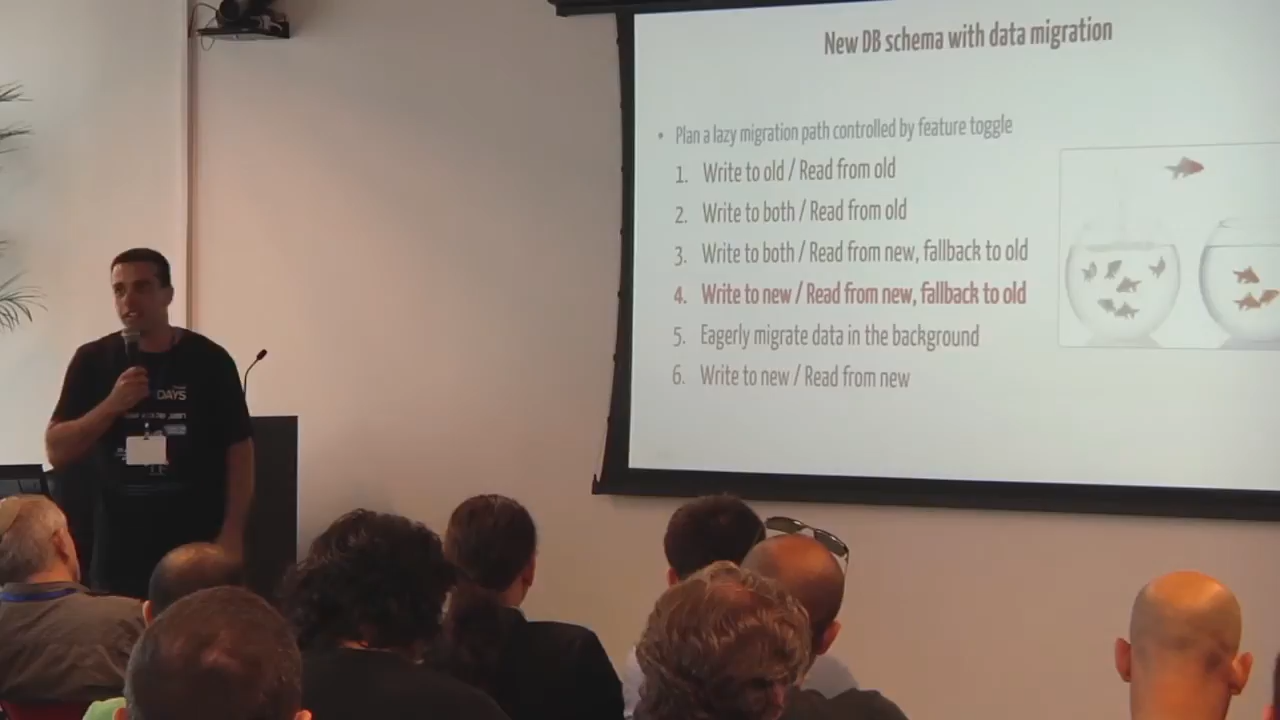 New DB schema with data migration
• Plan a lazy migration path controlled by feature toggle
1. Write to old / Read from old
2. Write to both / Read from old
3. Write to both / Read from new, fallback to old
4. Write to new / Read from new, fallback to old
5. Eagerly migrate data in the background
6. Write to new / Read from new
DAYS